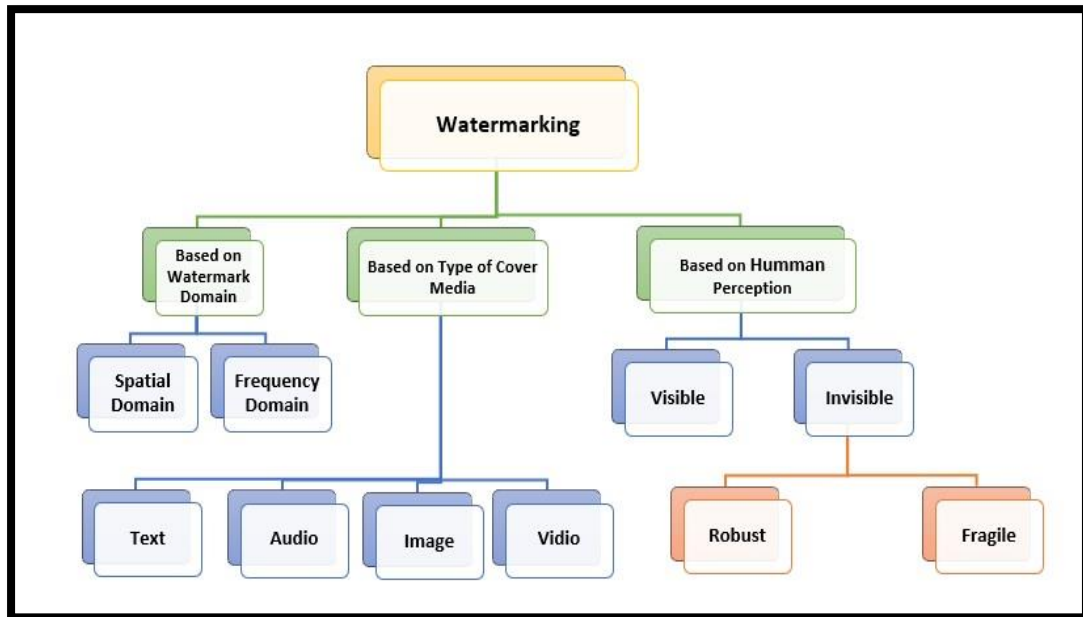 Watermarking
Based on
Watermark
Domain
Based on Type of Cover
Media
Based on Humman
Perception
Spatial
Domain
Frequency
Domain
Visible
Invisible
Text
Audio
Image
Vidio
Robust
Fragile